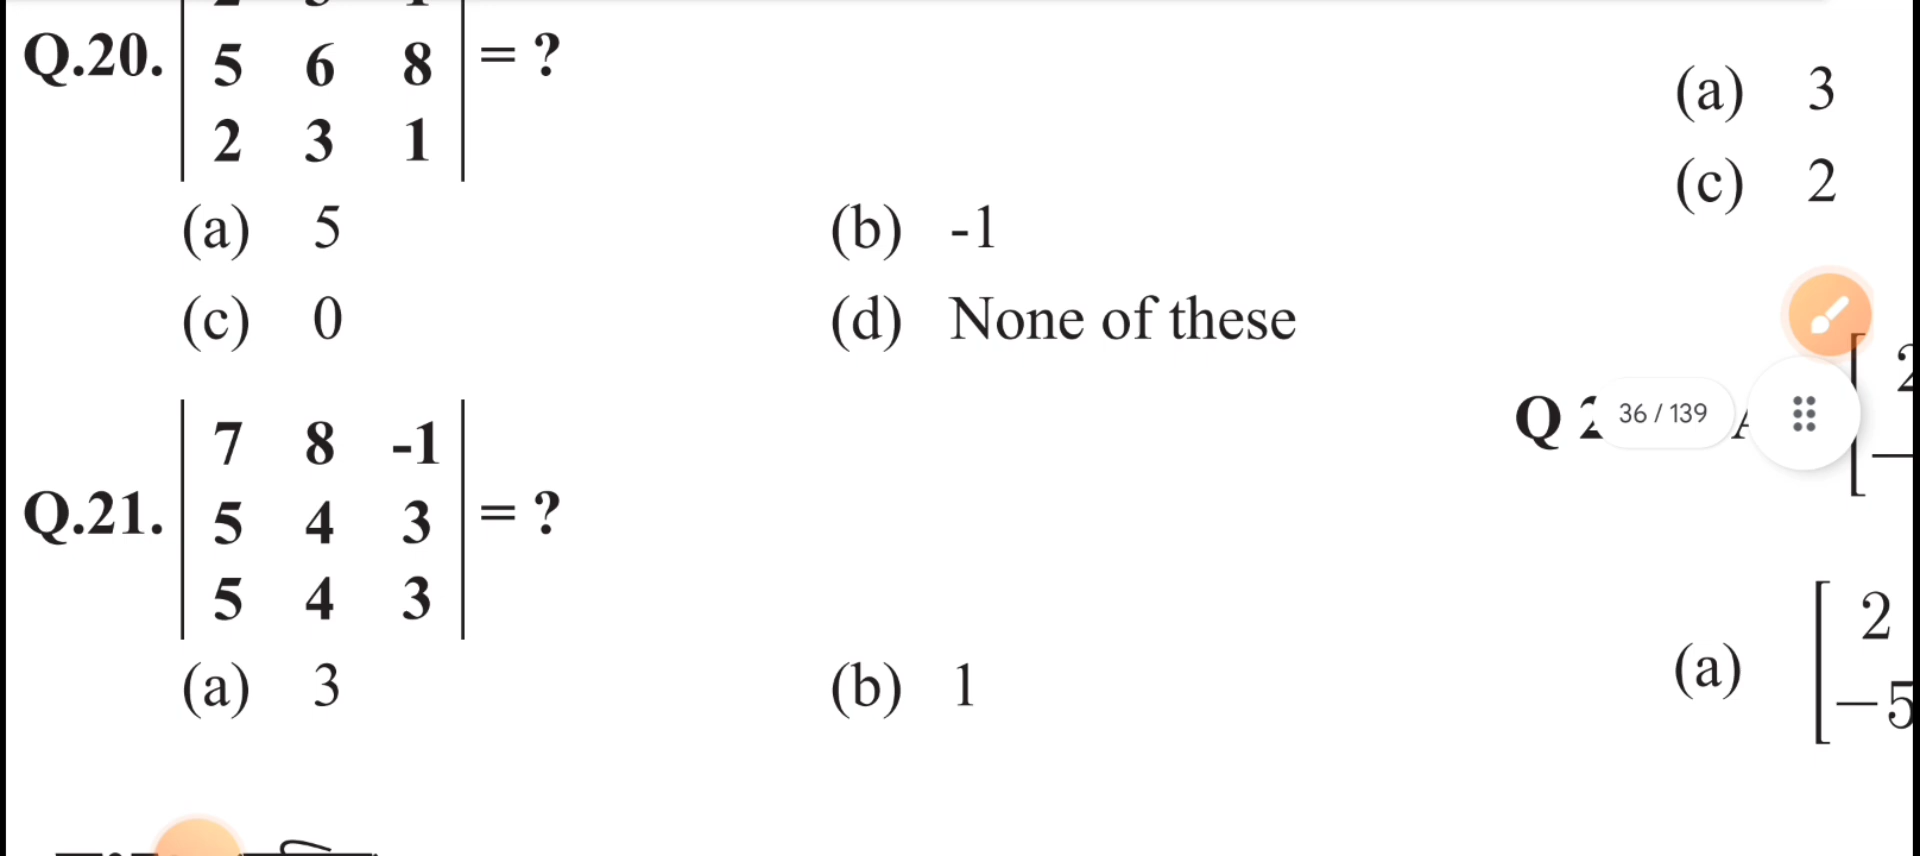 Q.20.
5 6 8
2 3 1
= ?
(a) 5
(b) -1
(c) 0
(d) None of these
Q.21.
7 8 -1
5 4 3
5 4 3
= ?
(a) 3
(b) 1
(a) 3
(c) 2
Q
36 / 139
(a)
2
−5